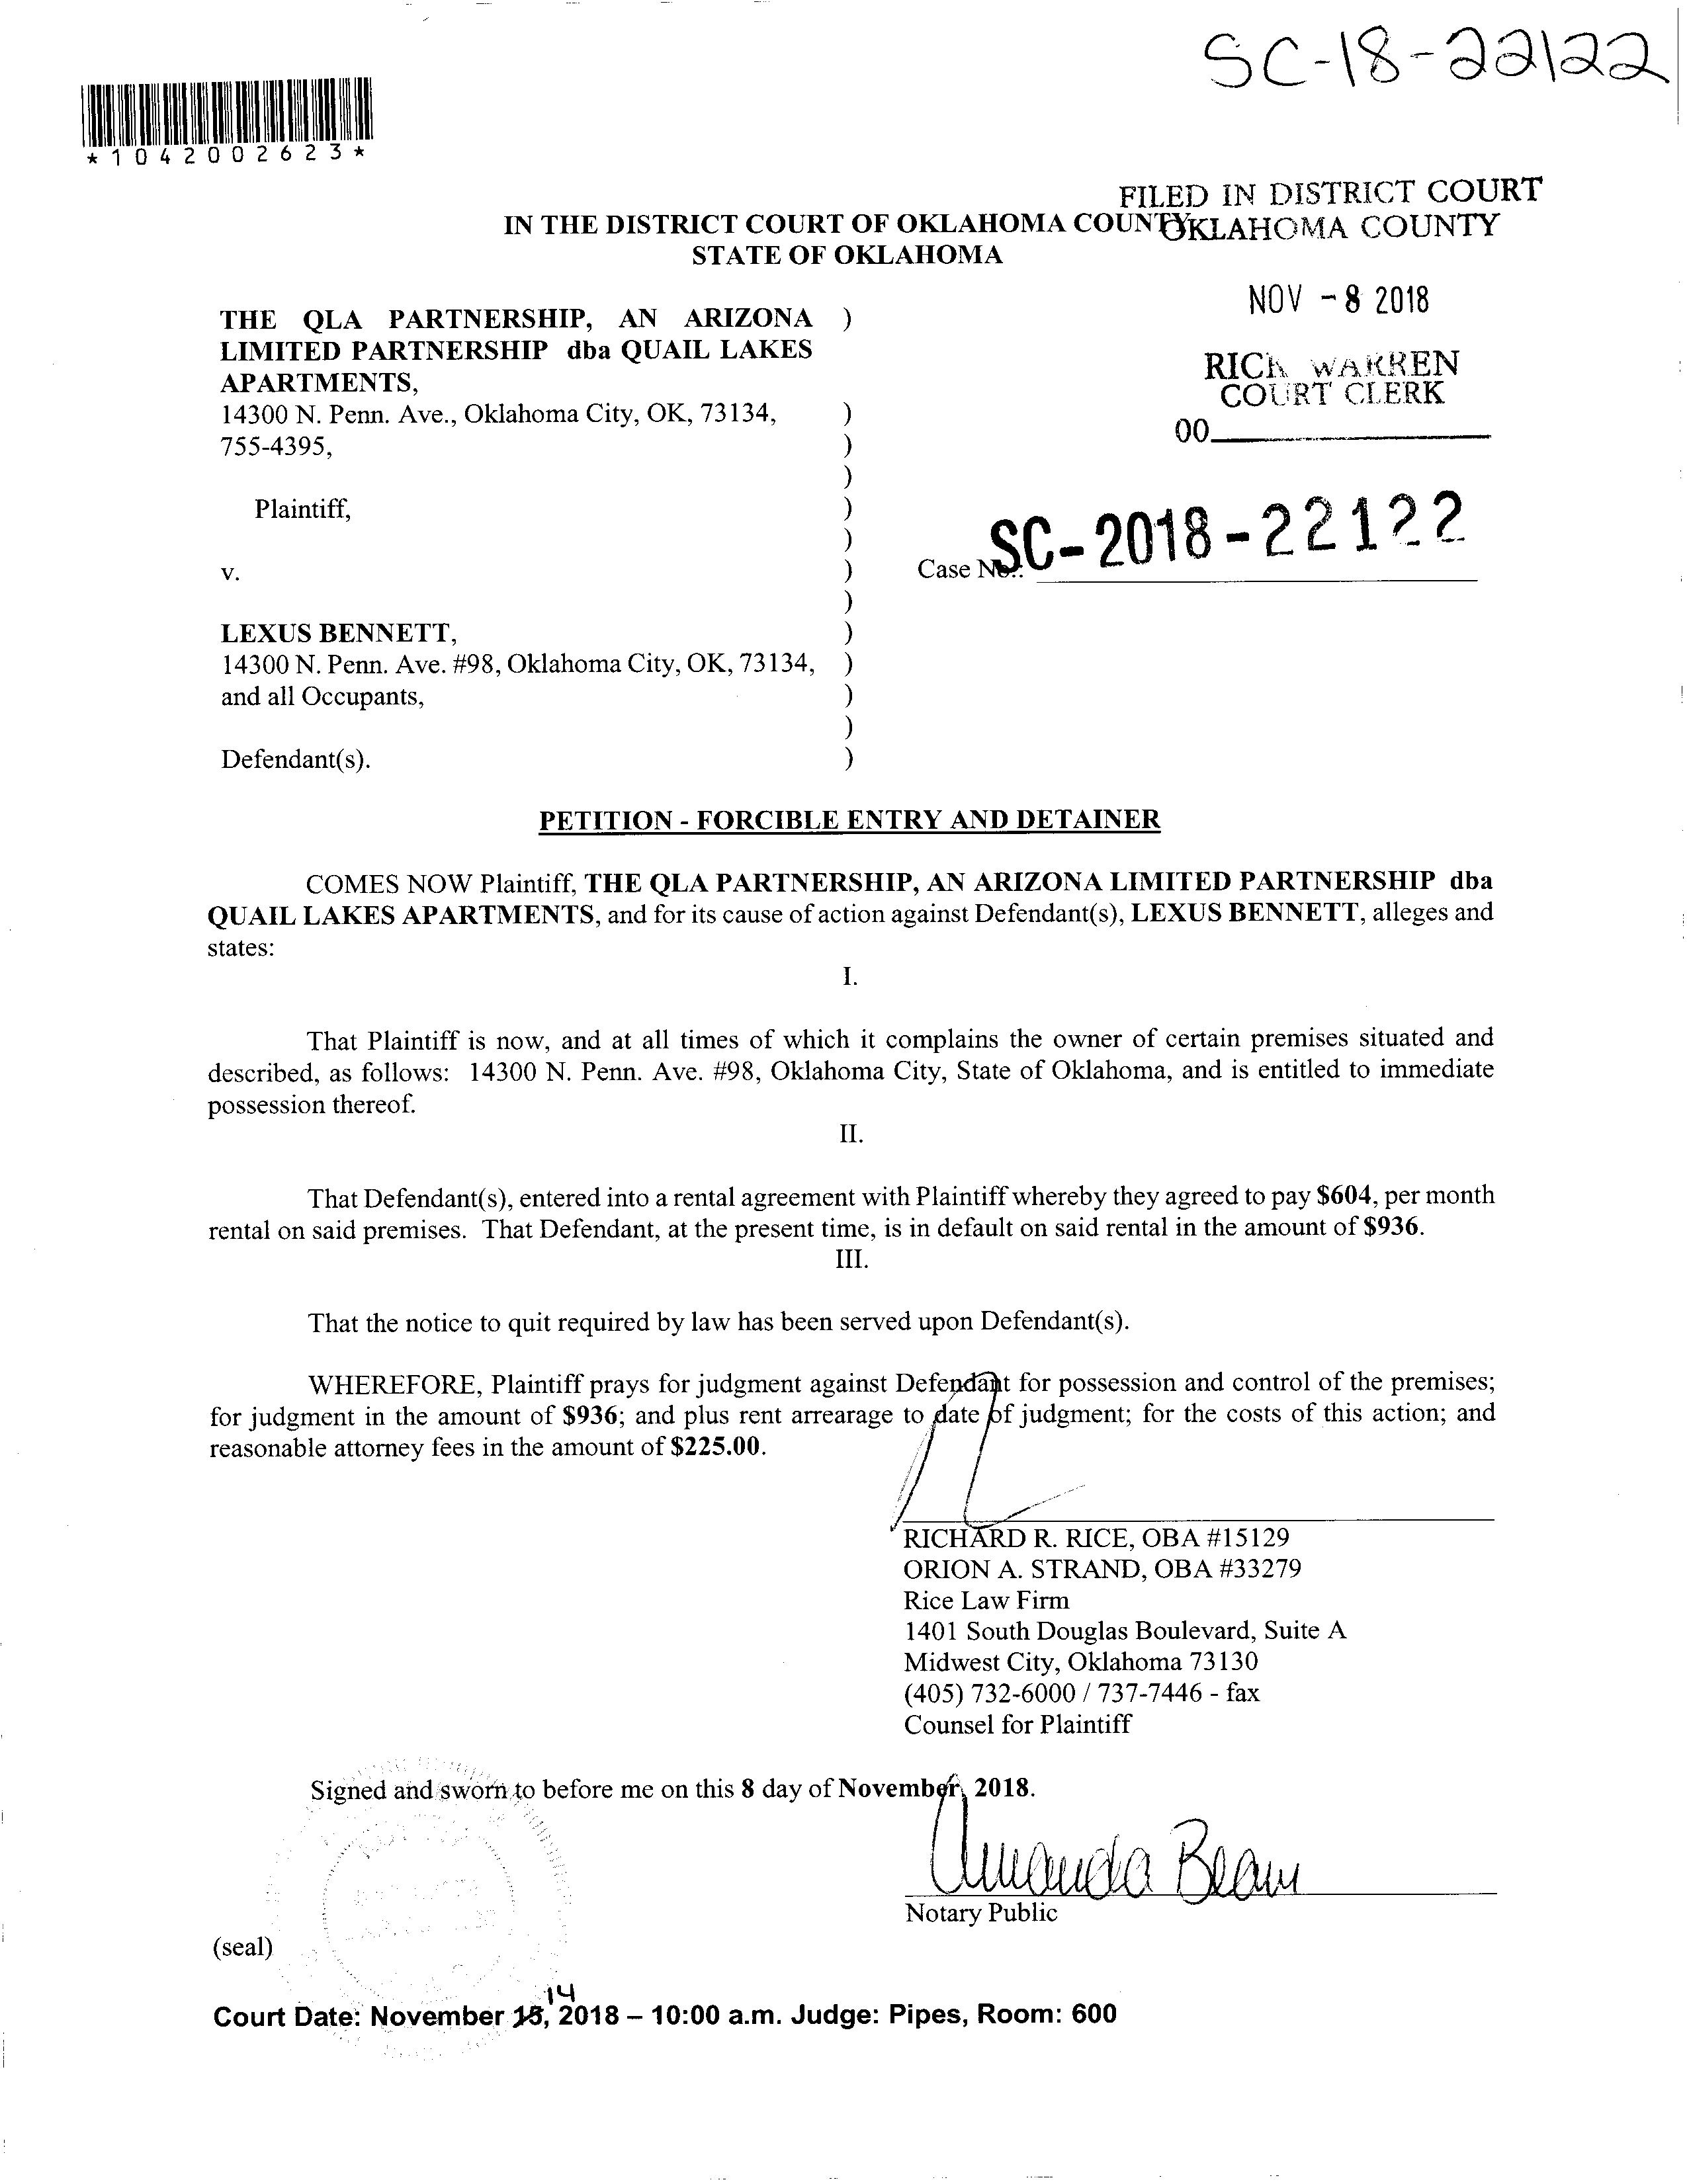 SC-18-22122
*1042002623*
FILED IN DISTRICT COURT
OKLAHOMA COUNTY
IN THE DISTRICT COURT OF OKLAHOMA COUNTY
STATE OF OKLAHOMA
NOV - 8 2018
RICK WARREN
COURT CLERK
00
THE QLA PARTNERSHIP, AN ARIZONA )
LIMITED PARTNERSHIP dba QUAIL LAKES
APARTMENTS,
14300 N. Penn. Ave., Oklahoma City, OK, 73134, )
755-4395, )
)
Plaintiff, )
)
v. )
Case No.: SC-2018-22122
)
LEXUS BENNETT, )
14300 N. Penn. Ave. #98, Oklahoma City, OK, 73134, )
and all Occupants, )
)
Defendant(s). )
PETITION - FORCIBLE ENTRY AND DETAINER
COMES NOW Plaintiff, THE QLA PARTNERSHIP, AN ARIZONA LIMITED PARTNERSHIP dba
QUAIL LAKES APARTMENTS, and for its cause of action against Defendant(s), LEXUS BENNETT, alleges and
states:
I.
That Plaintiff is now, and at all times of which it complains the owner of certain premises situated and
described, as follows: 14300 N. Penn. Ave. #98, Oklahoma City, State of Oklahoma, and is entitled to immediate
possession thereof.
II.
That Defendant(s), entered into a rental agreement with Plaintiff whereby they agreed to pay $604, per month
rental on said premises. That Defendant, at the present time, is in default on said rental in the amount of $936.
III.
That the notice to quit required by law has been served upon Defendant(s).
WHEREFORE, Plaintiff prays for judgment against Defendant for possession and control of the premises;
for judgment in the amount of $936; and plus rent arrearage to date of judgment; for the costs of this action; and
reasonable attorney fees in the amount of $225.00.
RICHARD R. RICE, OBA #15129
ORION A. STRAND, OBA #33279
Rice Law Firm
1401 South Douglas Boulevard, Suite A
Midwest City, Oklahoma 73130
(405) 732-6000 / 737-7446 - fax
Counsel for Plaintiff
Signed and sworn to before me on this 8 day of November, 2018.
Amanda Beam
Notary Public
(seal)
14
Court Date: November 15, 2018 – 10:00 a.m. Judge: Pipes, Room: 600